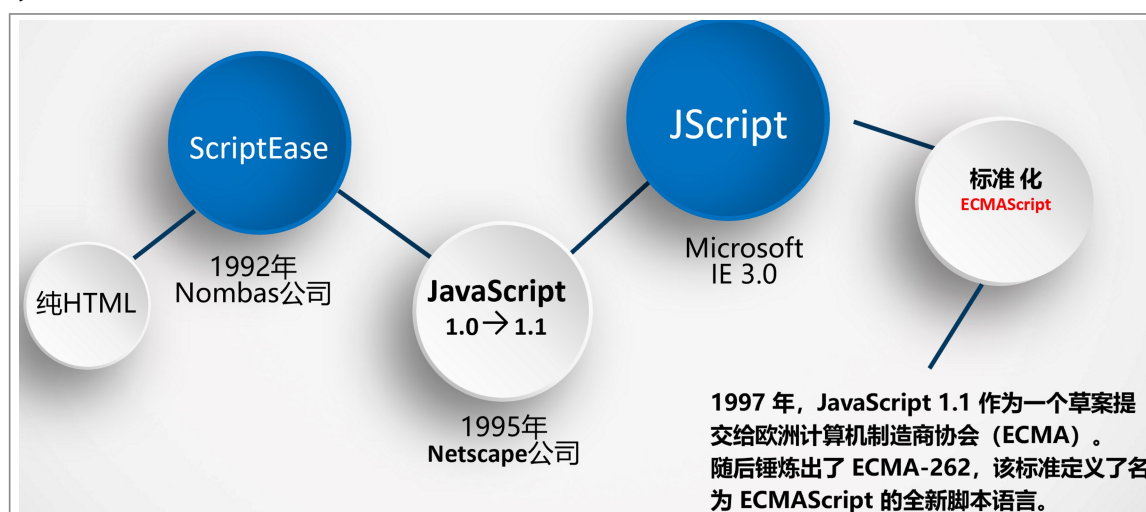 纯HTML
ScriptEase
1992年
Nombas公司
JavaScript
1.0→1.1
1995年
Netscape公司
JScript
Microsoft
IE 3.0
标准 化
ECMAScript
1997 年，JavaScript 1.1 作为一个草案提
交给欧洲计算机制造商协会（ECMA）。
随后锤炼出了 ECMA-262，该标准定义了名
为 ECMAScript 的全新脚本语言。